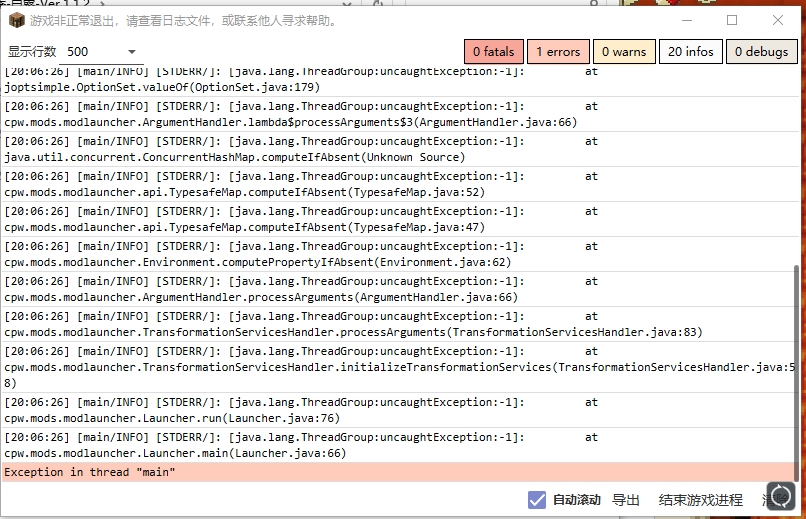 Ver 1.1.2
游戏非正常退出，请查看日志文件，或联系他人寻求帮助。
显示行数 500 0 fatals 1 errors 0 warns 20 infos 0 debugs
[20:06:26] [main/INFO] [STDERR/]: [java.lang.ThreadGroup:uncaughtException:-1]: at
joptsimple.OptionSet.valueOf(OptionSet.java:179)
[20:06:26] [main/INFO] [STDERR/]: [java.lang.ThreadGroup:uncaughtException:-1]: at
cpw.mods.modlauncher.ArgumentHandler.lambda$processArguments$3(ArgumentHandler.java:66)
[20:06:26] [main/INFO] [STDERR/]: [java.lang.ThreadGroup:uncaughtException:-1]: at
java.util.concurrent.ConcurrentHashMap.computeIfAbsent(Unknown Source)
[20:06:26] [main/INFO] [STDERR/]: [java.lang.ThreadGroup:uncaughtException:-1]: at
cpw.mods.modlauncher.api.TypesafeMap.computeIfAbsent(TypesafeMap.java:52)
[20:06:26] [main/INFO] [STDERR/]: [java.lang.ThreadGroup:uncaughtException:-1]: at
cpw.mods.modlauncher.api.TypesafeMap.computeIfAbsent(TypesafeMap.java:47)
[20:06:26] [main/INFO] [STDERR/]: [java.lang.ThreadGroup:uncaughtException:-1]: at
cpw.mods.modlauncher.Environment.computePropertyIfAbsent(Environment.java:62)
[20:06:26] [main/INFO] [STDERR/]: [java.lang.ThreadGroup:uncaughtException:-1]: at
cpw.mods.modlauncher.ArgumentHandler.processArguments(ArgumentHandler.java:66)
[20:06:26] [main/INFO] [STDERR/]: [java.lang.ThreadGroup:uncaughtException:-1]: at
cpw.mods.modlauncher.TransformationServicesHandler.processArguments(TransformationServicesHandler.java:83)
[20:06:26] [main/INFO] [STDERR/]: [java.lang.ThreadGroup:uncaughtException:-1]: at
cpw.mods.modlauncher.TransformationServicesHandler.initializeTransformationServices(TransformationServicesHandler.java:5
8)
[20:06:26] [main/INFO] [STDERR/]: [java.lang.ThreadGroup:uncaughtException:-1]: at
cpw.mods.modlauncher.Launcher.run(Launcher.java:76)
[20:06:26] [main/INFO] [STDERR/]: [java.lang.ThreadGroup:uncaughtException:-1]: at
cpw.mods.modlauncher.Launcher.main(Launcher.java:66)
Exception in thread "main"
自动滚动 导出 结束游戏进程